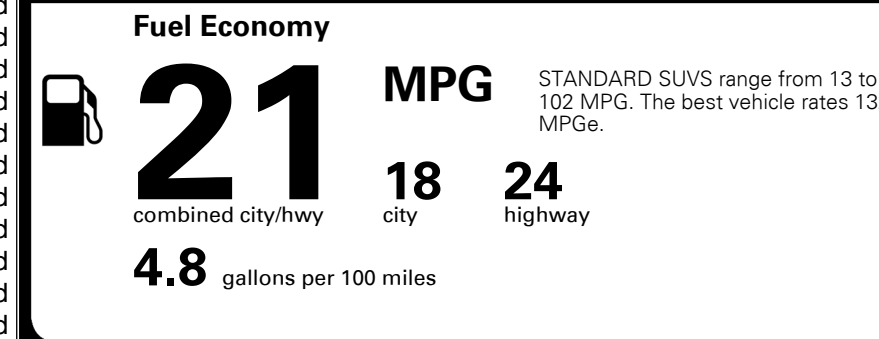 Fuel Economy
21
MPG
STANDARD SUVS range from 13 to
102 MPG. The best vehicle rates
MPGe.
18
24
combined city/hwy
city
highway
4.8 gallons per 100 miles